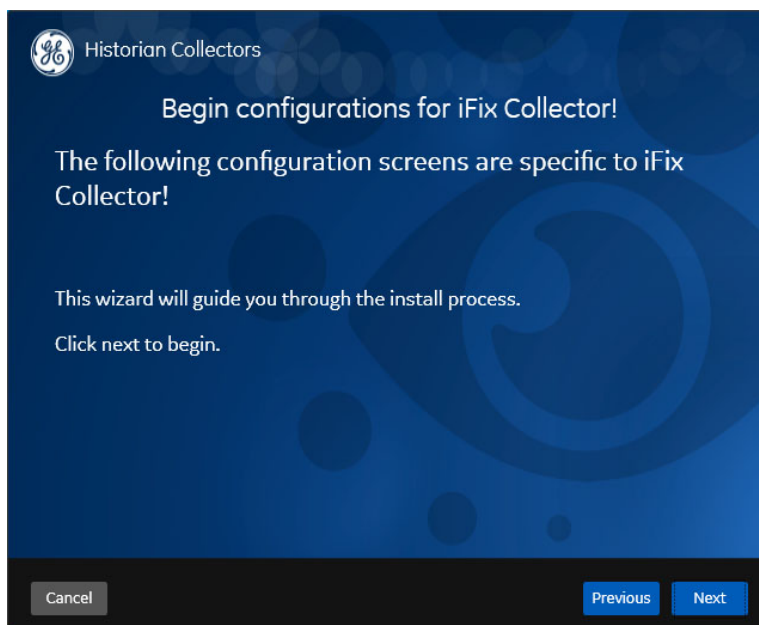 Historian Collectors
Begin configurations for iFix Collector!
The following configuration screens are specific to iFix
Collector!
This wizard will guide you through the install process.
Click next to begin.
Cancel
Previous
Next